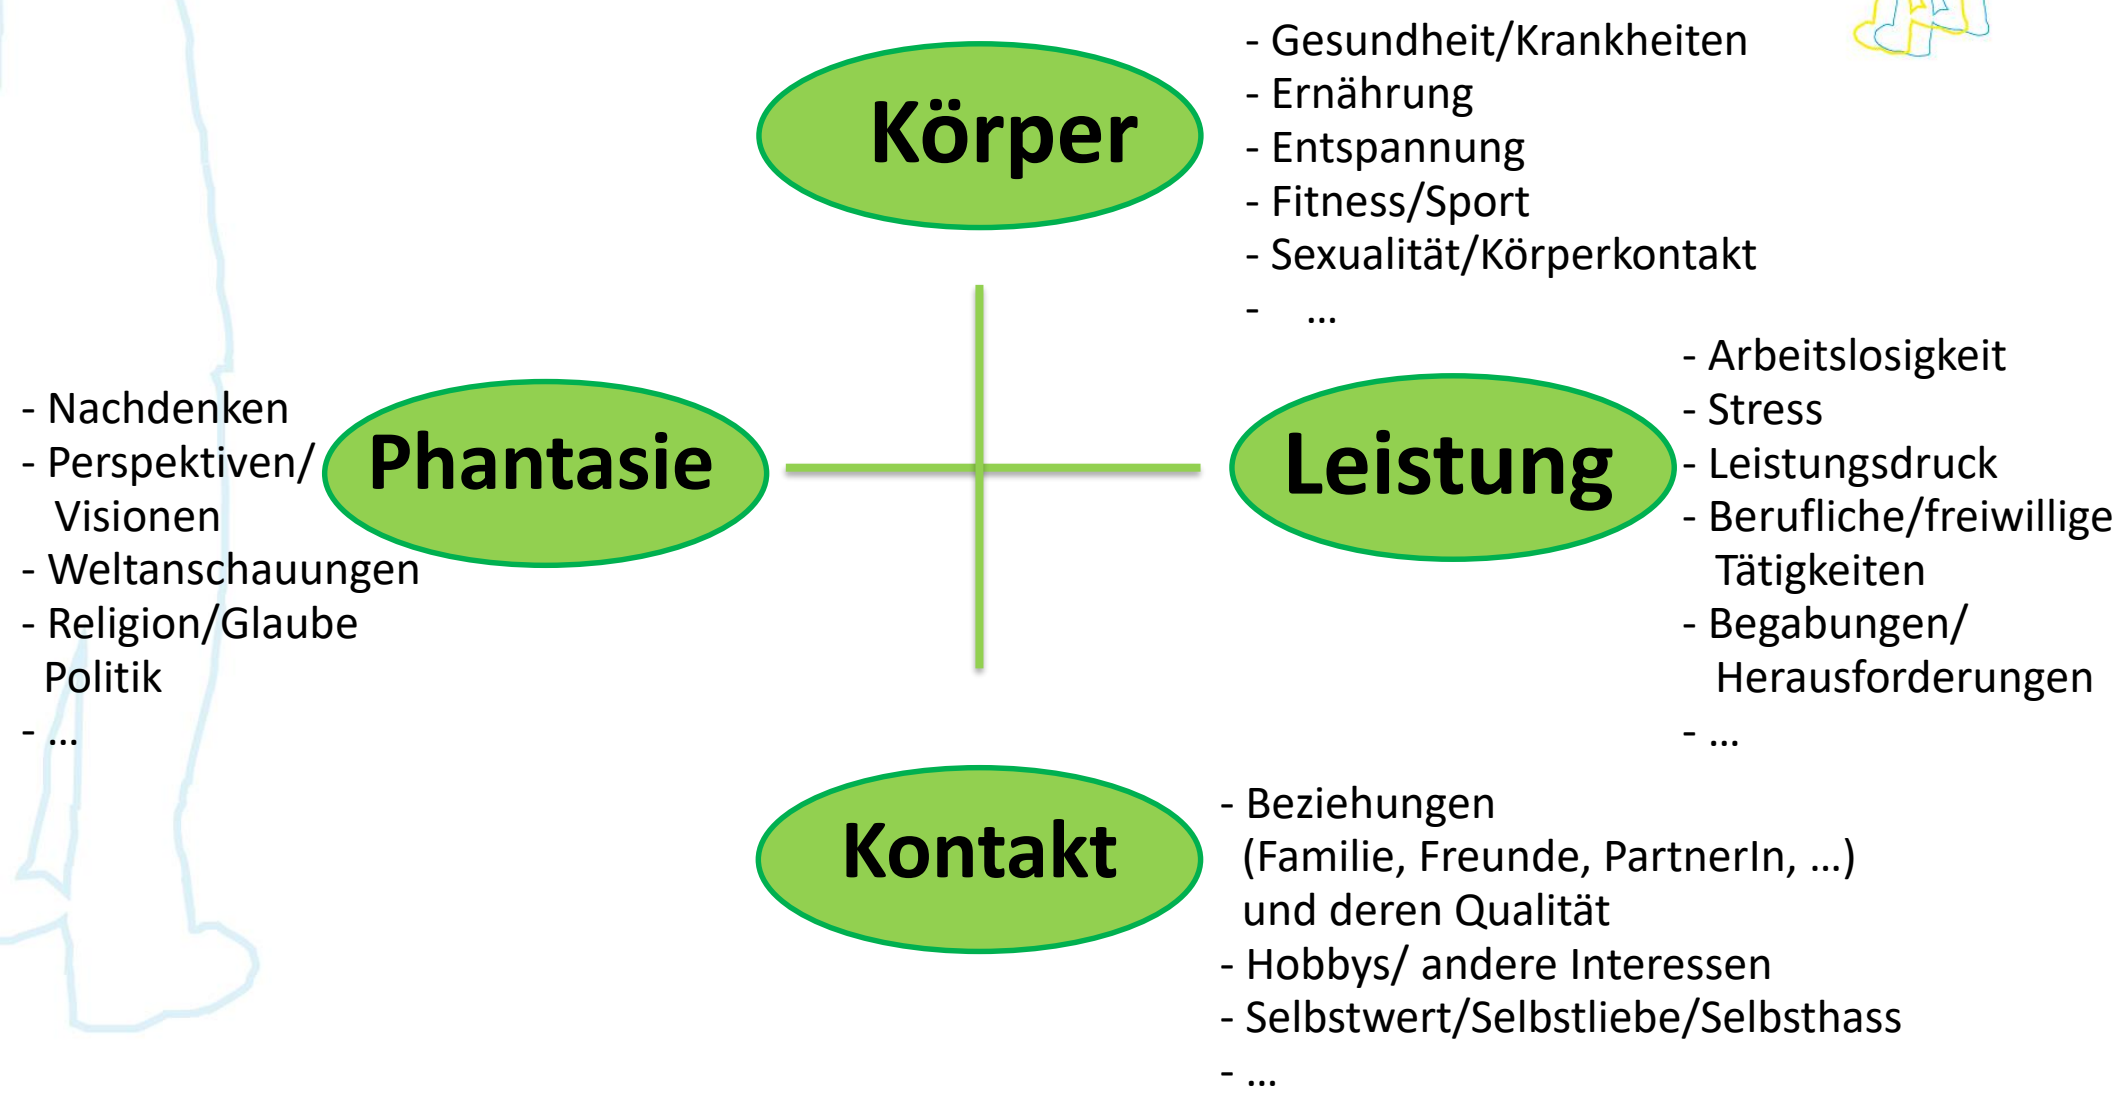 Körper
- Gesundheit/Krankheiten
- Ernährung
- Entspannung
- Fitness/Sport
- Sexualität/Körperkontakt
- ...
Phantasie
- Nachdenken
- Perspektiven/
Visionen
- Weltanschauungen
- Religion/Glaube
Politik
- ...
Leistung
- Arbeitslosigkeit
- Stress
- Leistungsdruck
- Berufliche/freiwillige
Tätigkeiten
- Begabungen/
Herausforderungen
- ...
Kontakt
- Beziehungen
(Familie, Freunde, PartnerIn, ...)
und deren Qualität
- Hobbys/ andere Interessen
- Selbstwert/Selbstliebe/Selbsthass
- ...